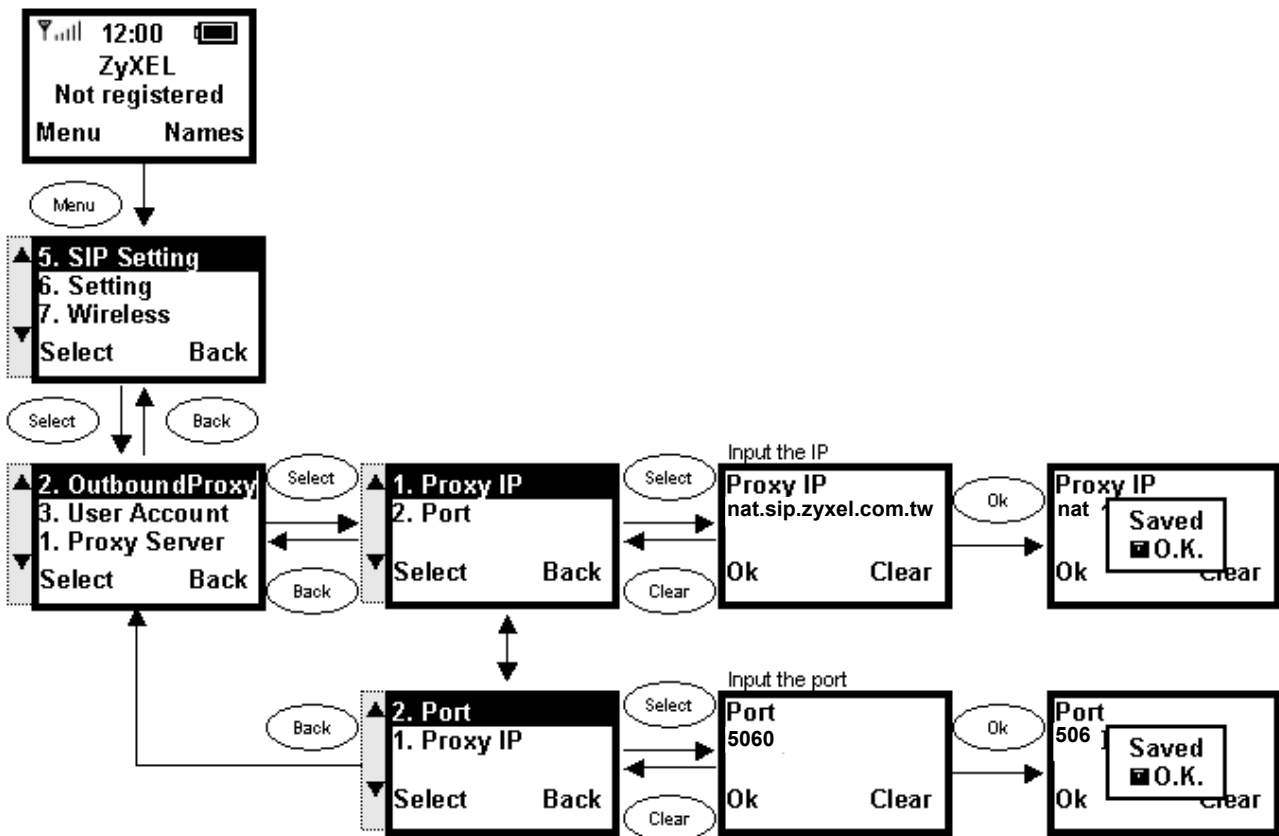 12:00
ZyXEL
Not registered
Menu Names
Menu
5. SIP Setting
6. Setting
7. Wireless
Select Back
Select Back
2. OutboundProxy
3. User Account
1. Proxy Server
Select Back
Select
Back
1. Proxy IP
2. Port
Select Back
Select
Clear
Input the IP
Proxy IP
nat.sip.zyxel.com.tw
Ok Clear
Ok
Proxy IP
nat
Saved
O.K.
Ok Clear
Back
2. Port
1. Proxy IP
Select Back
Select
Clear
Input the port
Port
5060
Ok Clear
Ok
Port
506
Saved
O.K.
Ok Clear